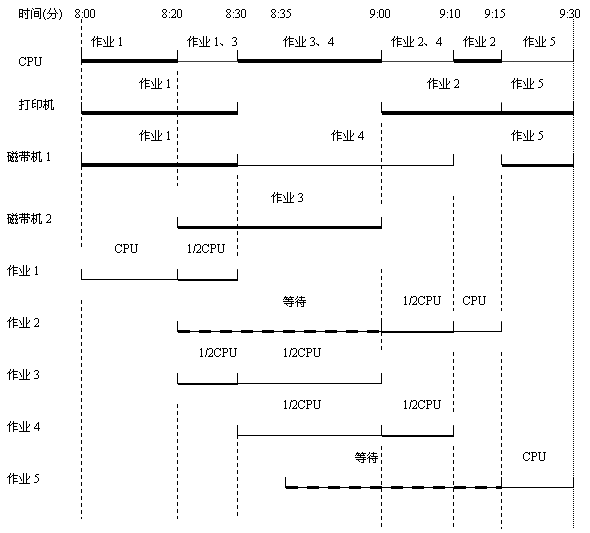 时间(分) 8:00 8:20 8:30 8:35 9:00 9:10 9:15 9:30
作业 1 作业 1、3 作业 3、4 作业 2、4 作业 2 作业 5
CPU
作业 1 作业 2 作业 5
打印机
作业 1 作业 4 作业 5
磁带机 1
作业 3
磁带机 2
CPU 1/2CPU
作业 1
等待 1/2CPU CPU
作业 2
1/2CPU 1/2CPU
作业 3
1/2CPU 1/2CPU
作业 4
等待 CPU
作业 5